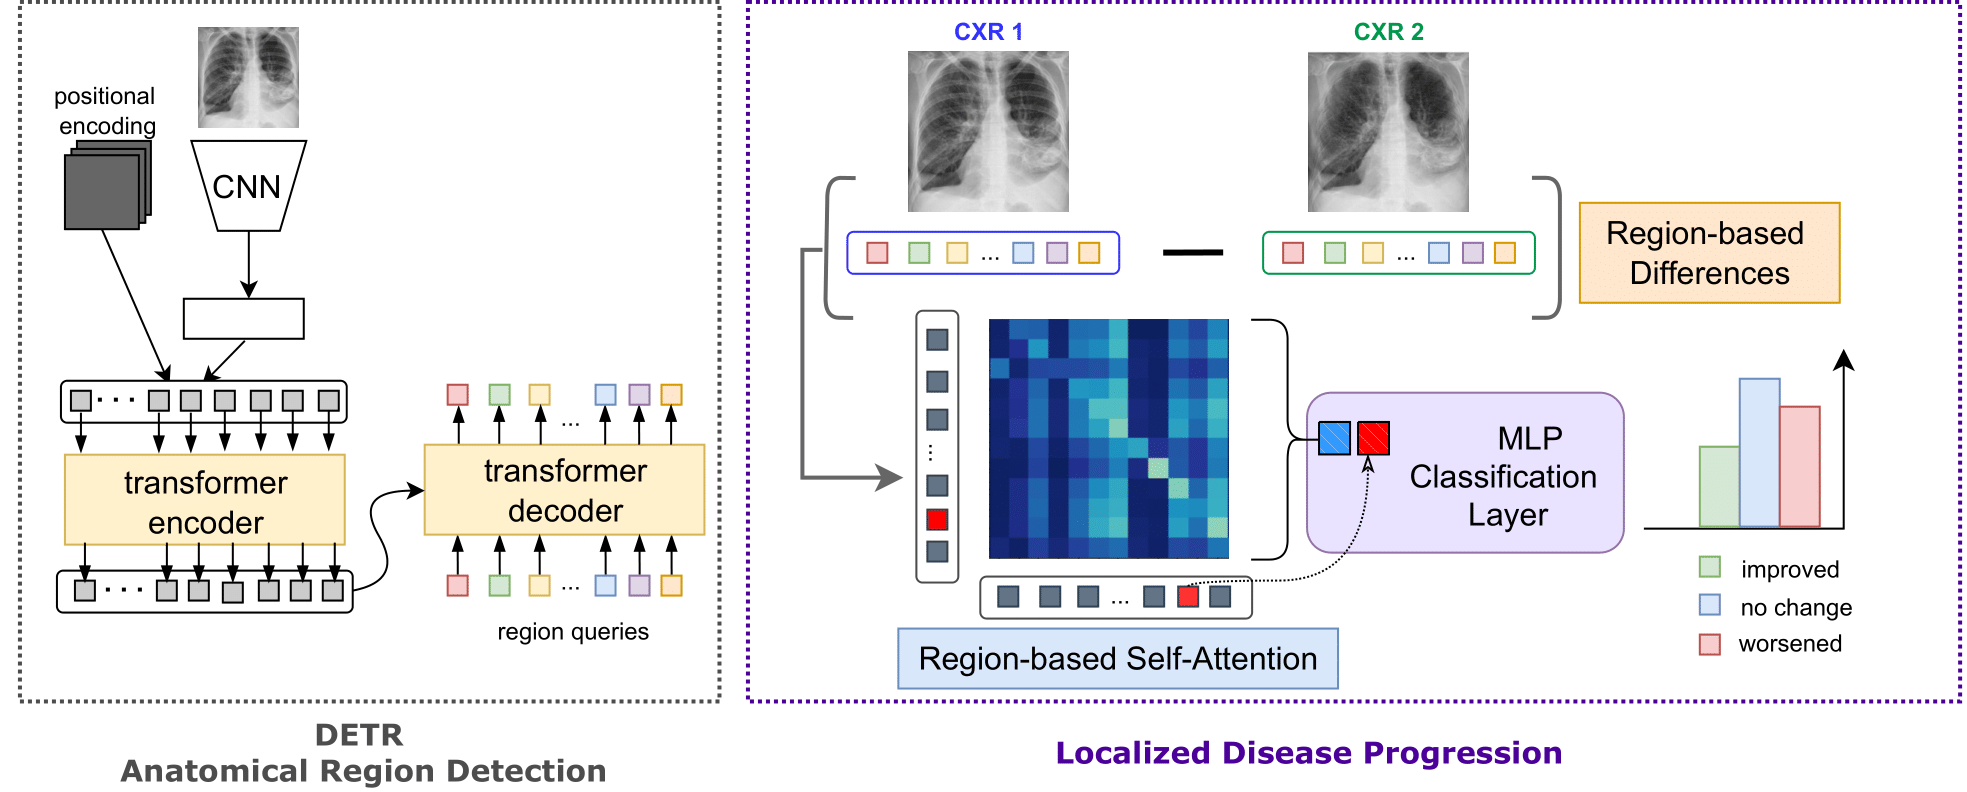 positional
encoding
CNN
transformer
encoder
...
transformer
decoder
...
region queries
DETR
Anatomical Region Detection
CXR 1
CXR 2
...
...
Region-based
Differences
...
...
MLP
Classification
Layer
improved
no change
worsened
Region-based Self-Attention
Localized Disease Progression